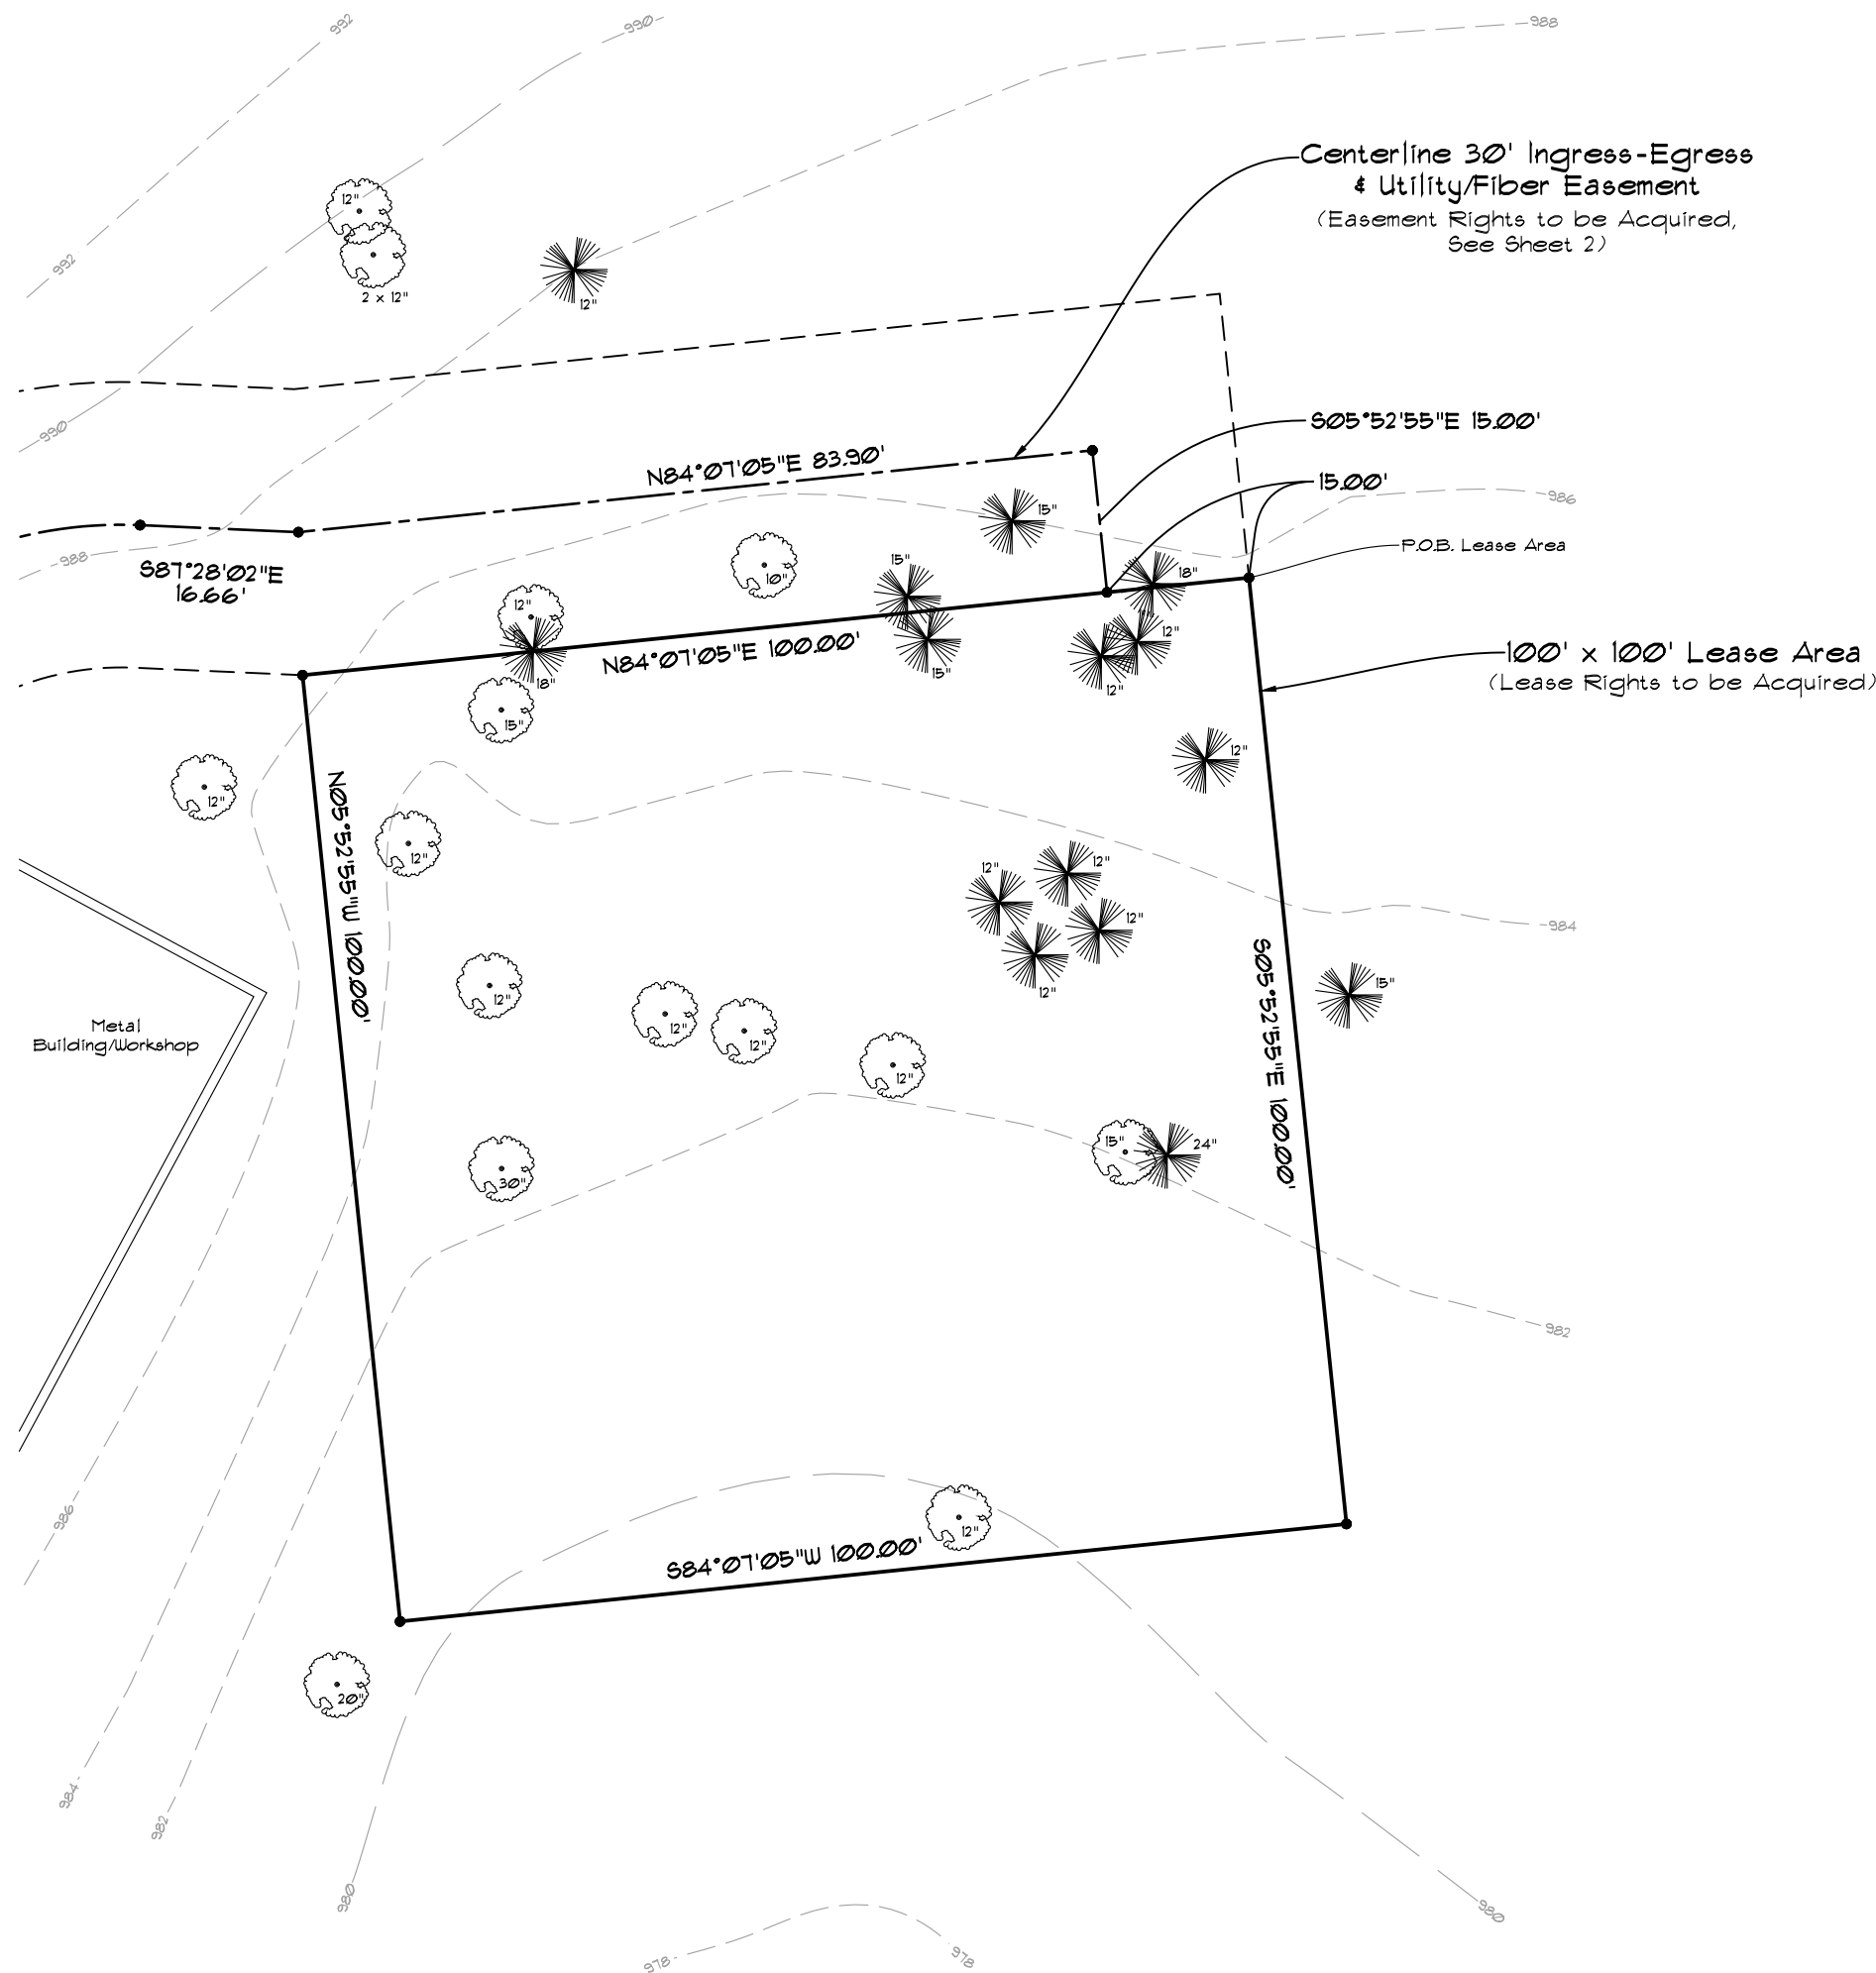 992
990
988
Centerline 30' Ingress-Egress
& Utility/Fiber Easement
(Easement Rights to be Acquired,
See Sheet 2)
12"
992
2 x 12"
12"
S05°52'55"E 15.00'
990
N84°07'05"E 83.90'
15.00'
986
15"
P.O.B. Lease Area
988
15"
S87°28'02"E
16.66'
10"
18"
12"
12"
N84°07'05"E 100.00'
100' x 100' Lease Area
(Lease Rights to be Acquired)
18"
15"
12"
15"
12"
N05°52'55"W 100.00'
12"
12"
12"
12"
12"
12"
984
S05°52'55"E 100.00'
15"
12"
12"
Metal
Building/Workshop
12"
12"
12"
15"
24"
30"
982
986
12"
S84°07'05"W 100.00'
20"
984
982
980
980
978
978